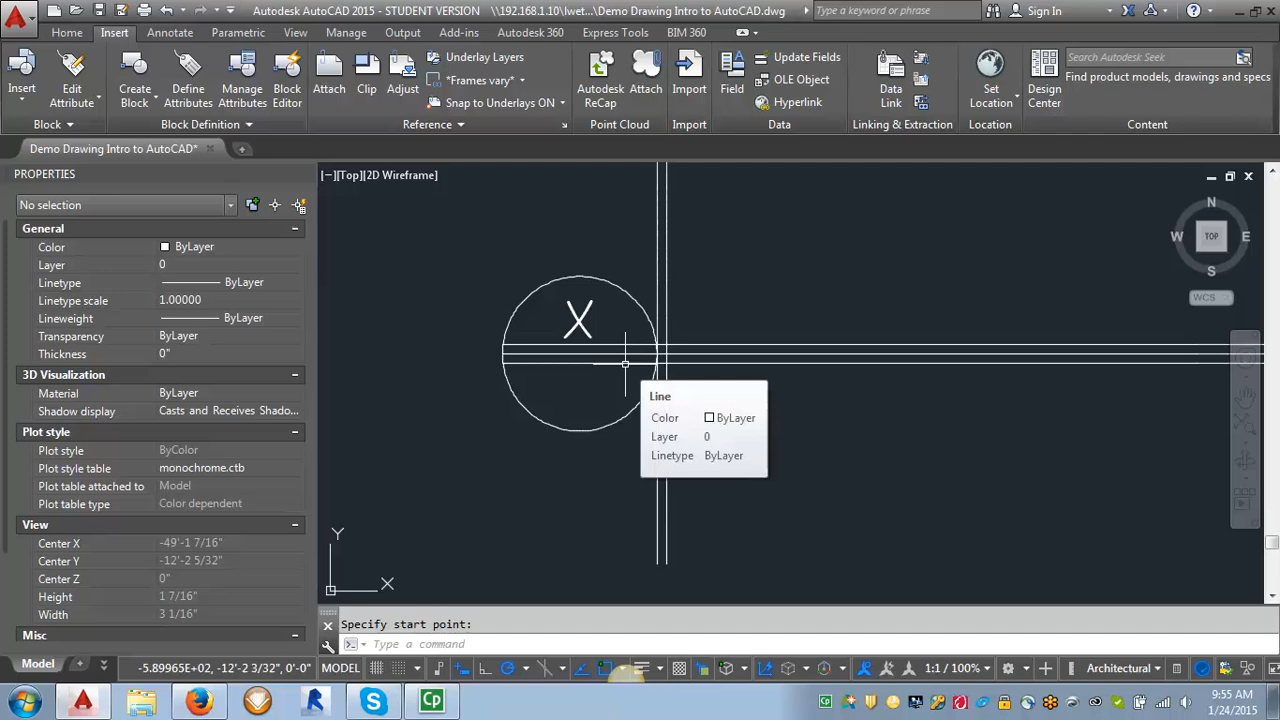 Autodesk AutoCAD 2015 - STUDENT VERSION \\192.168.1.10\Iwet...\Demo Drawing Intro to AutoCAD.dwg
Type a keyword or phrase
Sign In
Home Insert Annotate Parametric View Manage Output Add-ins Autodesk 360 Express Tools BIM 360
Insert
Edit Attribute
Create Block
Define Attributes
Manage Attributes
Block Editor
Attach
Clip
Adjust
Underlay Layers
*Frames vary*
Snap to Underlays ON
Autodesk ReCap
Attach
Import
Field
Update Fields
OLE Object
Hyperlink
Data Link
Set Location
Design Center
Search Autodesk Seek
Find product models, drawings and specs
Block
Block Definition
Reference
Point Cloud
Import
Data
Linking & Extraction
Location
Content
Demo Drawing Intro to AutoCAD*
PROPERTIES
No selection
General
Color ByLayer
Layer 0
Linetype ByLayer
Linetype scale 1.00000
Lineweight ByLayer
Transparency ByLayer
Thickness 0"
3D Visualization
Material ByLayer
Shadow display Casts and Receives Shado...
Plot style
Plot style ByColor
Plot style table monochrome.ctb
Plot table attached to Model
Plot table type Color dependent
View
Center X -49'-1 7/16"
Center Y -12'-2 5/32"
Center Z 0"
Height 1 7/16"
Width 3 1/16"
Misc
[−][Top][2D Wireframe]
N
W TOP E
S
WCS
X
Line
Color ByLayer
Layer 0
Linetype ByLayer
Y
X
Specify start point:
Type a command
Model
-5.89965E+02, -12'-2 3/32", 0'-0"
MODEL
1:1 / 100%
Architectural
Cp
9:55 AM
1/24/2015